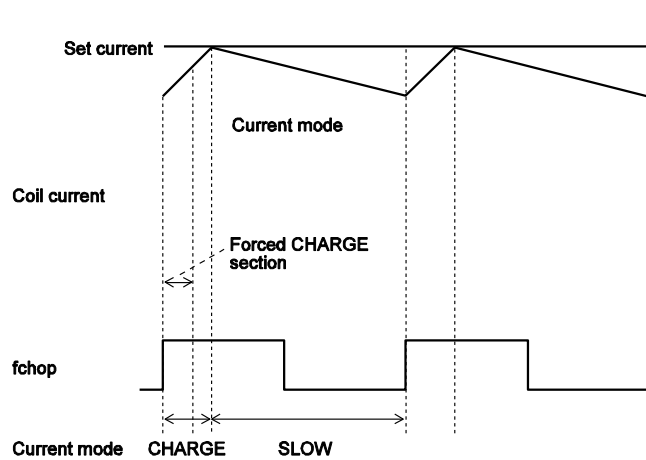 Set current
Current mode
Coil current
Forced CHARGE
section
fchop
Current mode CHARGE SLOW